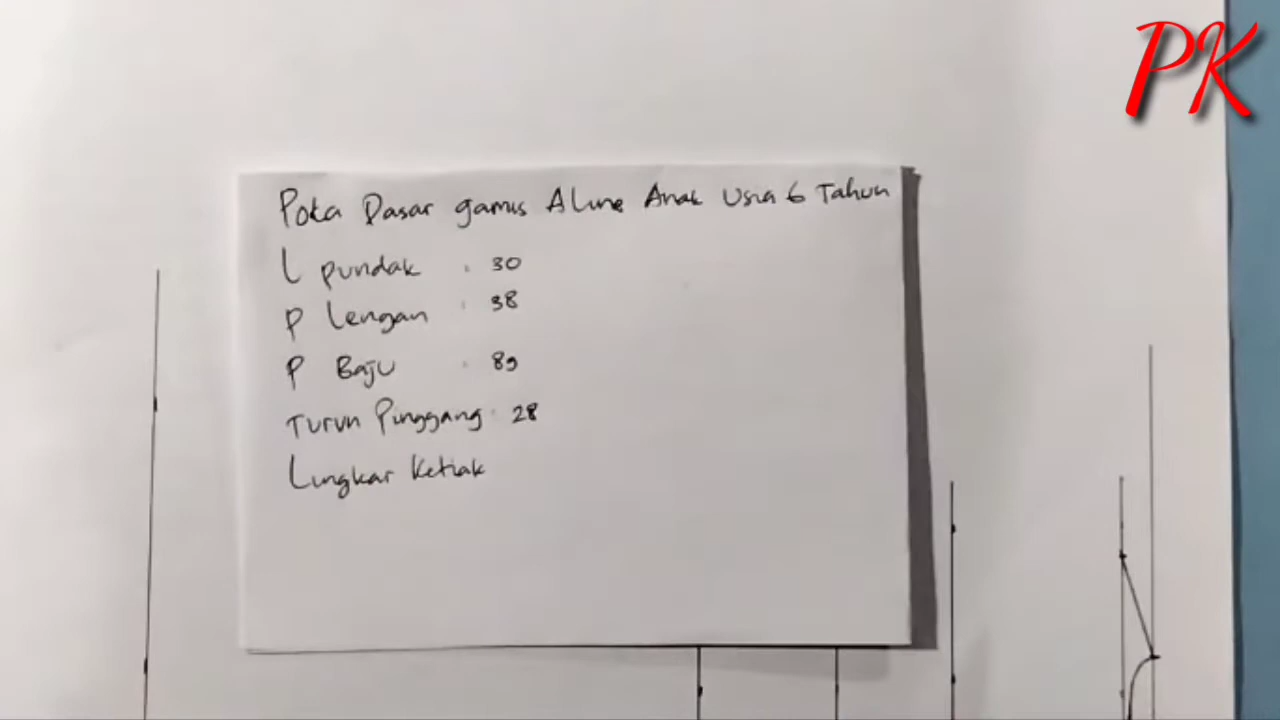 PK
Pola Dasar gamis Aline Anak Usia 6 Tahun
L pundak : 30
P Lengan : 38
P Baju : 89
Turun Pinggang : 28
Lingkar Ketiak